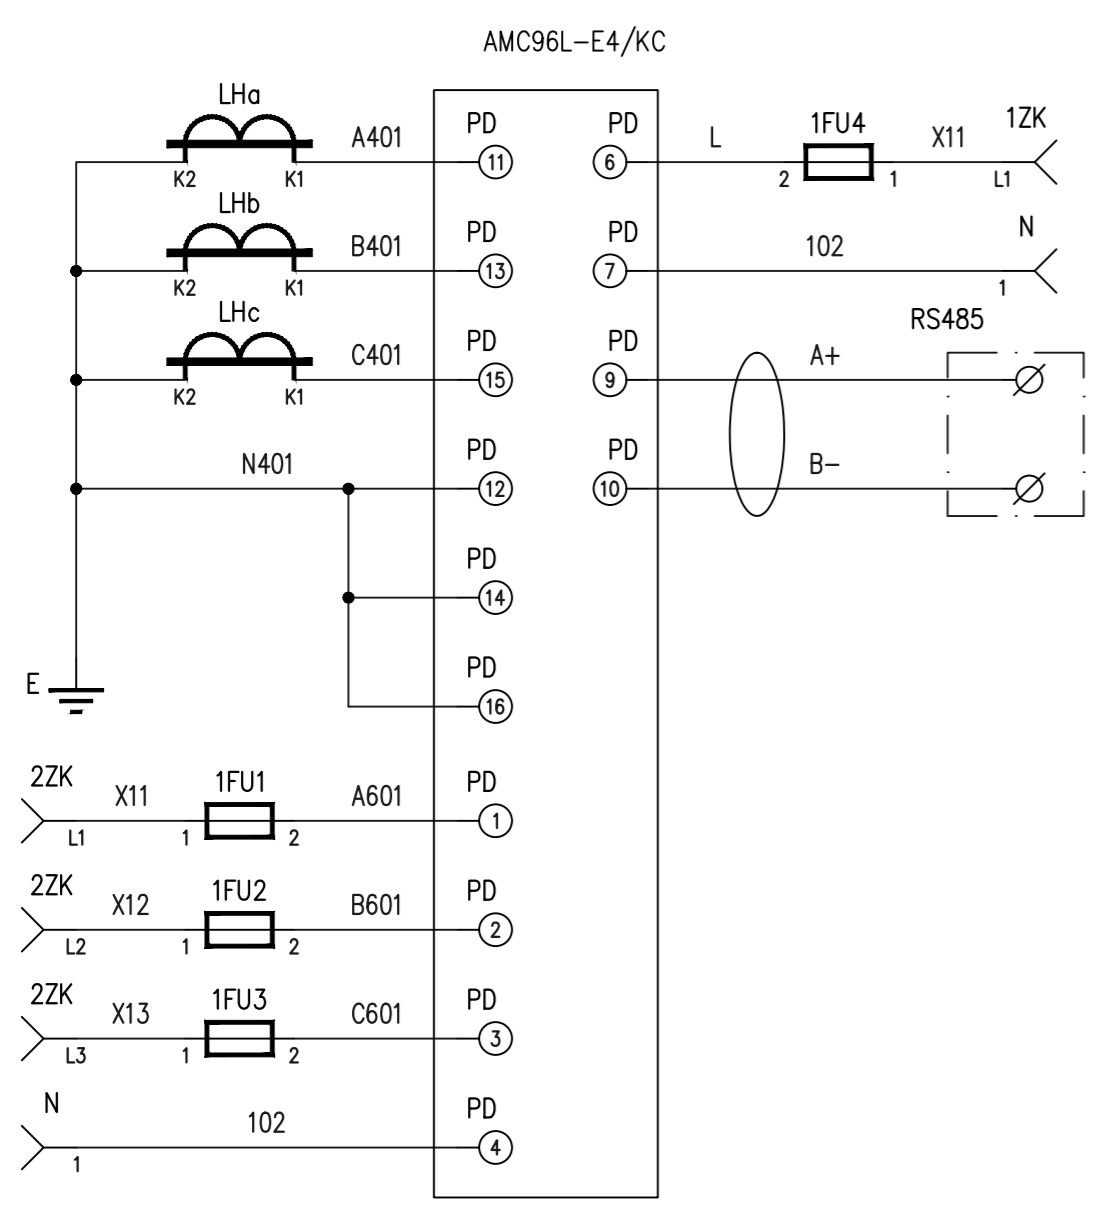 AMC96L-E4/KC
LHa
A401
PD
11
K2
K1
PD
6
L
1FU4
2
1
X11
1ZK
L1
LHb
B401
PD
13
K2
K1
PD
7
102
N
1
LHc
C401
PD
15
K2
K1
PD
9
A+
RS485
N401
PD
12
PD
10
B-
PD
14
PD
16
E
2ZK
X11
1FU1
A601
PD
1
L1
1
2
2ZK
X12
1FU2
B601
PD
2
L2
1
2
2ZK
X13
1FU3
C601
PD
3
L3
1
2
N
102
PD
4
1